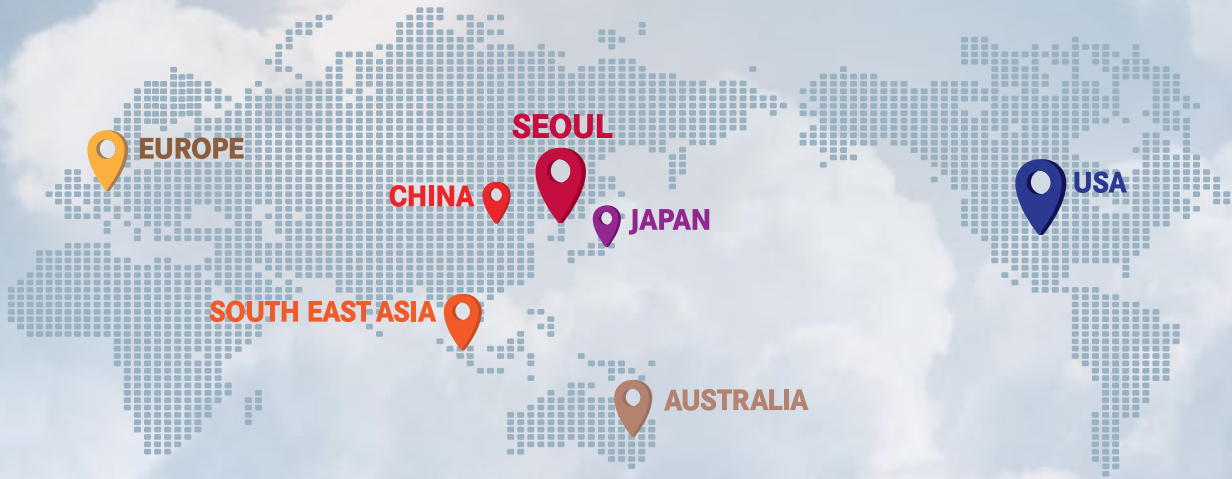 SEOUL
EUROPE
USA
CHINA
JAPAN
SOUTH EAST ASIA
AUSTRALIA